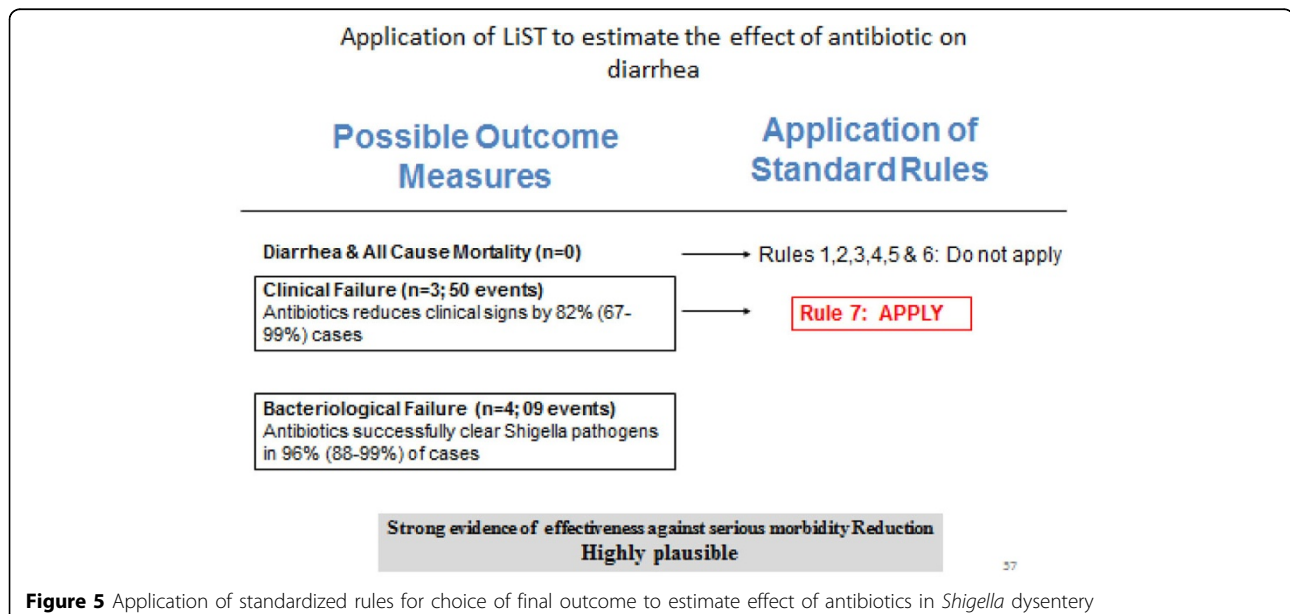 Application of LiST to estimate the effect of antibiotic on
diarrhea
Possible Outcome
Measures
Application of
Standard Rules
Diarrhea & All Cause Mortality (n=0)
Rules 1,2,3,4,5 & 6: Do not apply
Clinical Failure (n=3; 50 events)
Antibiotics reduces clinical signs by 82% (67-
99%) cases
Rule 7: APPLY
Bacteriological Failure (n=4; 09 events)
Antibiotics successfully clear Shigella pathogens
in 96% (88-99%) of cases
Strong evidence of effectiveness against serious morbidity Reduction
Highly plausible
37
Figure 5 Application of standardized rules for choice of final outcome to estimate effect of antibiotics in Shigella dysentery